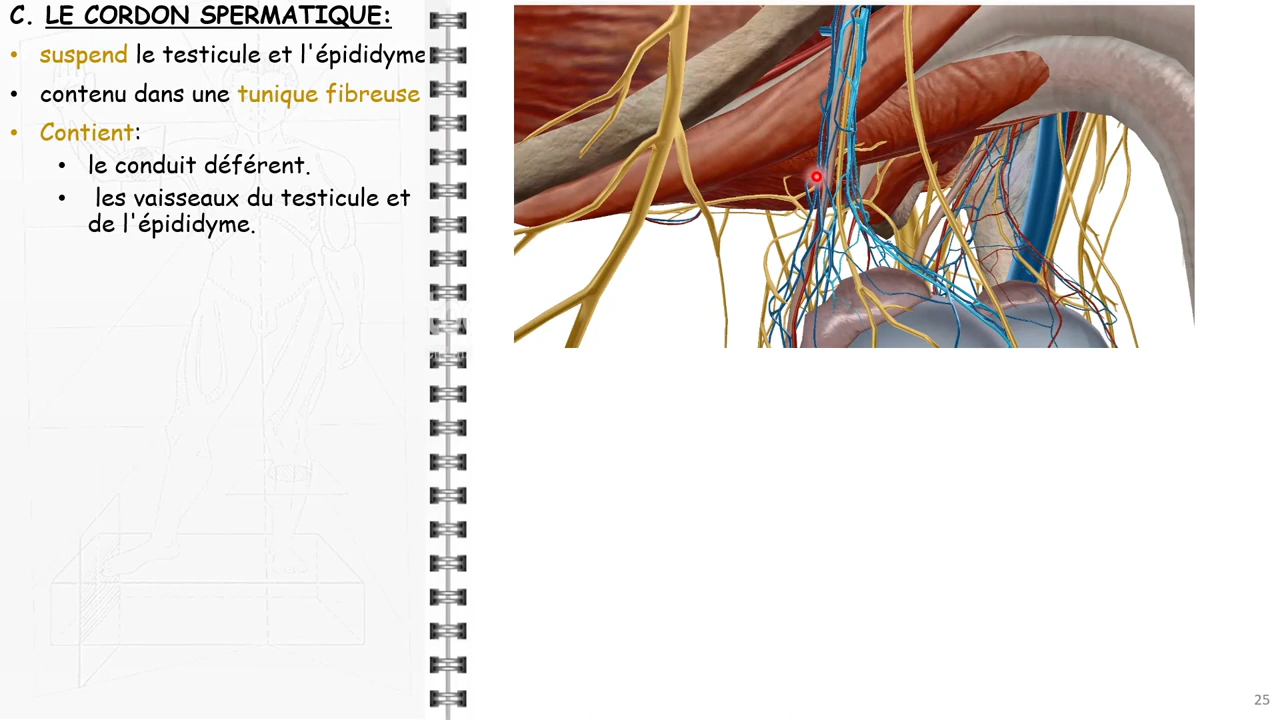 C. LE CORDON SPERMATIQUE:
• suspend le testicule et l'épididyme
• contenu dans une tunique fibreuse
• Contient:
• le conduit déférent.
• les vaisseaux du testicule et
de l'épididyme.
25